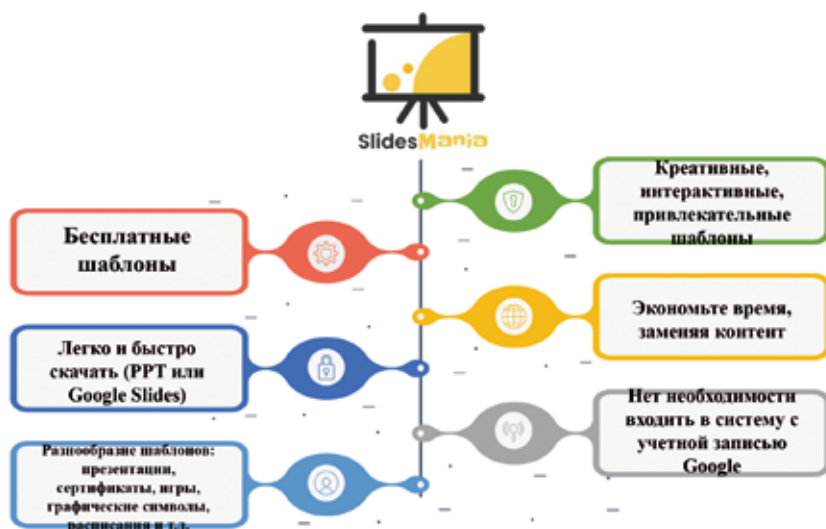 SlidesMania
Креативные,
интерактивные,
привлекательные
шаблоны
Бесплатные
шаблоны
Экономьте время,
заменяя контент
Легко и быстро
скачать (PPT или
Google Slides)
Нет необходимости
входить в систему с
учетной записью
Google
Разнообразие шаблонов:
презентации,
сертификаты, игры,
графические символы,
расписания и т.д.